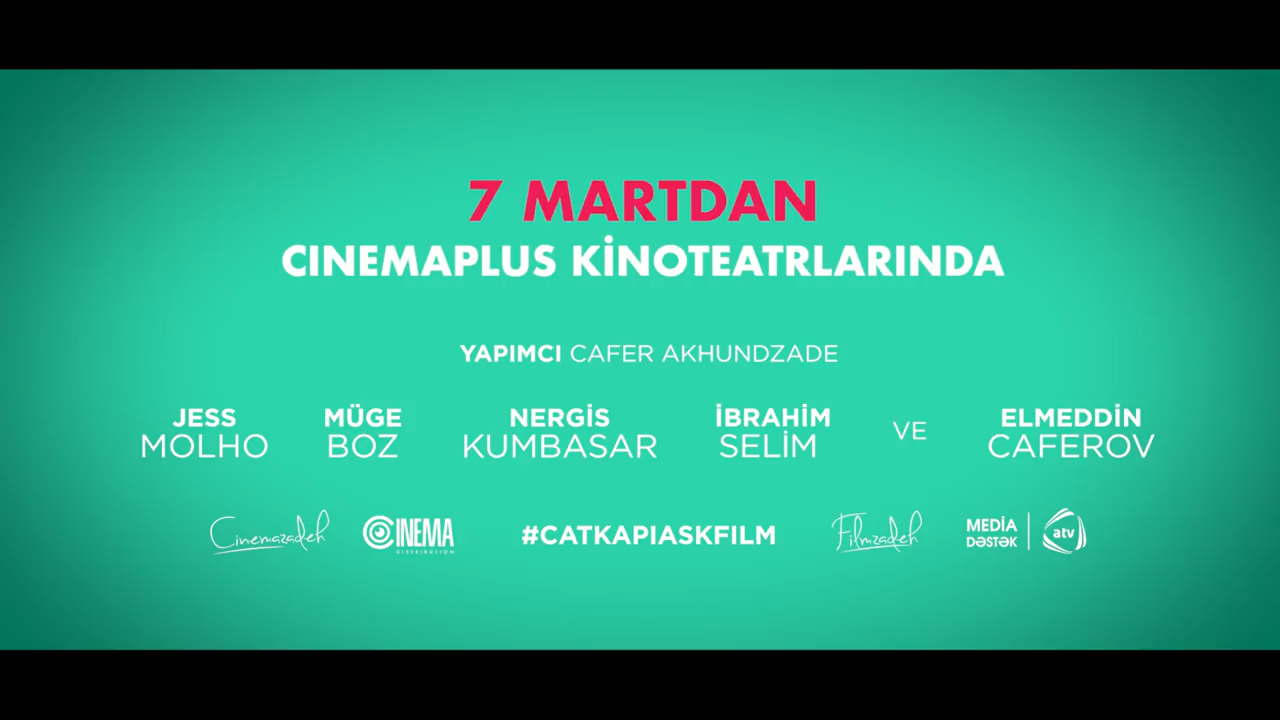 7 MARTDAN
CINEMAPLUS KİNOTEATRLARINDA
YAPIMCI CAFER AKHUNDZADE
JESS MOLHO
MÜGE BOZ
NERGİS KUMBASAR
İBRAHİM SELİM
VE
ELMEDDİN CAFEROV
Cinemazadeh
CINEMA DISTRIBUTION
#CATKAPIASKFILM
Filmzadeh
MEDİA DƏSTƏK
atv